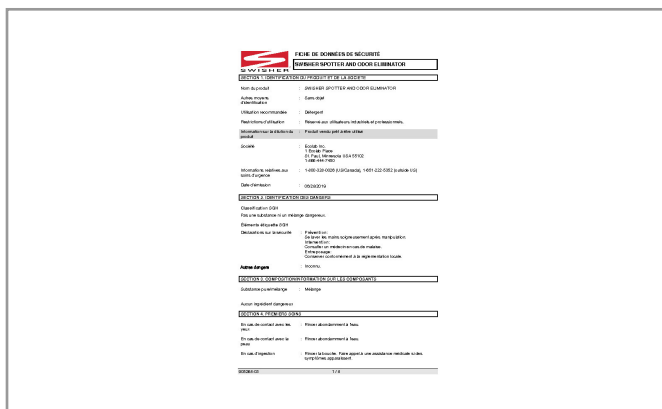 FICHE DE DONNÉES DE SÉCURITÉ
SWISHER SPOTTER AND ODOR ELIMINATOR
SWISHER
SECTION 1. IDENTIFICATION DU PRODUIT ET DE LA SOCIÉTÉ
Nom du produit : SWISHER SPOTTER AND ODOR ELIMINATOR
Autres moyens d'identification : Sans objet
Utilisation recommandée : Détergent
Restrictions d'utilisation : Réservé aux utilisateurs industriels et professionnels.
Information sur la dilution du produit : Produit vendu prêt à être utilisé
Société : Ecolab Inc.
1 Ecolab Place
St. Paul, Minnesota USA 55102
Informations relatives aux soins d'urgence : 1-800-328-0026 (US/Canada), 1-651-222-5352 (outside US)
Date d'émission : 06/28/2019
SECTION 2. IDENTIFICATION DES DANGERS
Classification SGH
Pas une substance ni un mélange dangereux.
Éléments étiquette SGH
Déclarations sur la sécurité : Prévention:
Se laver les mains soigneusement après manipulation.
Intervention:
Consulter un médecin en cas de malaise.
Entreposage:
Conserver conformément à la réglementation locale.
Autres dangers : Inconnu.
SECTION 3. COMPOSITION/INFORMATION SUR LES COMPOSANTS
Substance pure/mélange : Mélange
Aucun ingrédient dangereux
SECTION 4. PREMIERS SOINS
En cas de contact avec les yeux : Rincer abondamment à l'eau.
En cas de contact avec la peau : Rincer abondamment à l'eau.
En cas d'ingestion : Rincer la bouche. Faire appel à une assistance médicale si des
symptômes apparaissent.